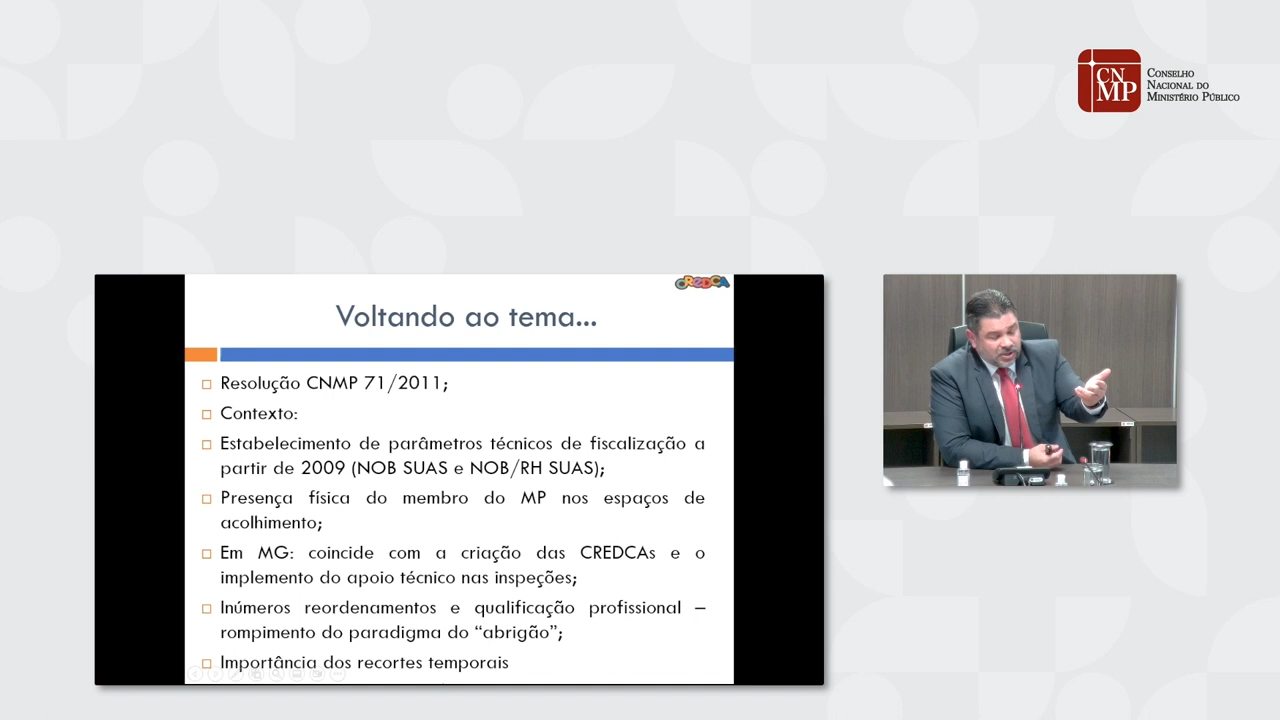 CN
MP
CONSELHO
NACIONAL DO
MINISTÉRIO PÚBLICO
CREDCA
Voltando ao tema...
Resolução CNMP 71/2011;
Contexto:
Estabelecimento de parâmetros técnicos de fiscalização a
partir de 2009 (NOB SUAS e NOB/RH SUAS);
Presença física do membro do MP nos espaços de
acolhimento;
Em MG: coincide com a criação das CREDCAs e o
implemento do apoio técnico nas inspeções;
Inúmeros reordenamentos e qualificação profissional –
rompimento do paradigma do “abrigão”;
Importância dos recortes temporais